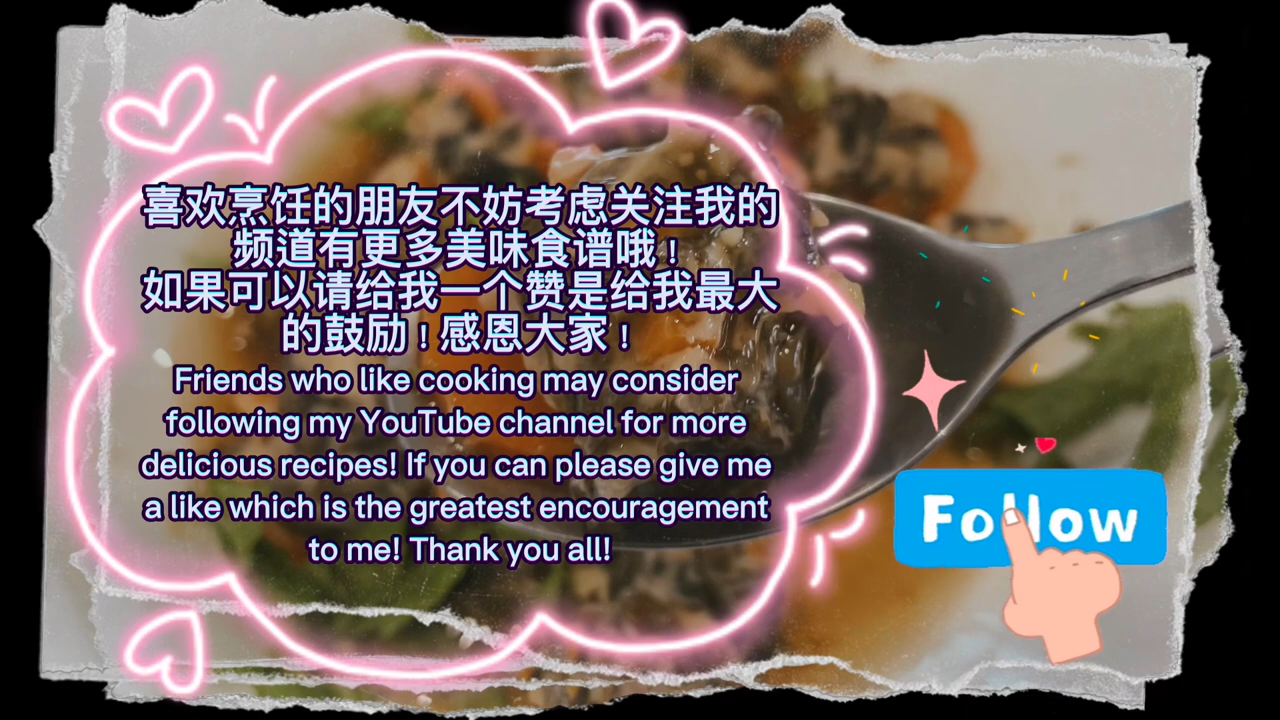 喜欢烹饪的朋友不妨考虑关注我的
频道有更多美味食谱哦！
如果可以请给我一个赞是给我最大
的鼓励！感恩大家！
Friends who like cooking may consider
following my YouTube channel for more
delicious recipes! If you can please give me
a like which is the greatest encouragement
to me! Thank you all!
Follow